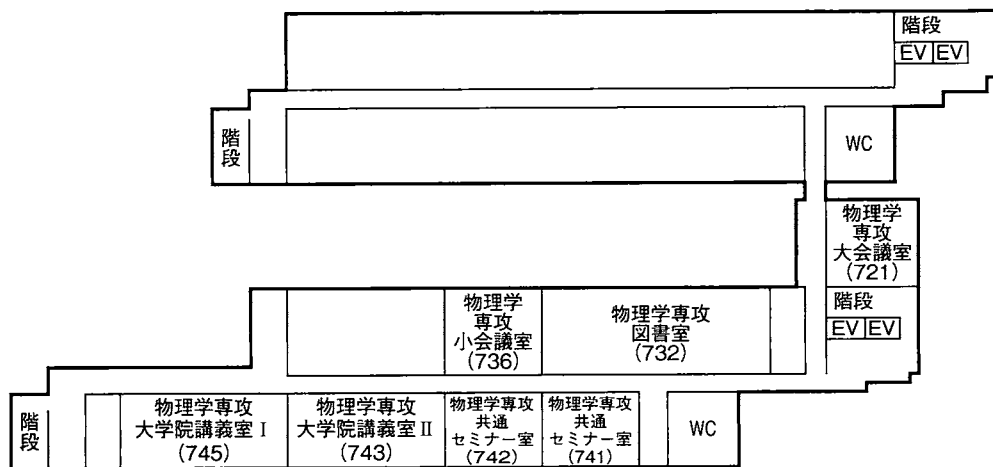 階段
EV EV
階段
WC
物理学
専攻
大会議室
(721)
階段
EV EV
物理学
専攻
小会議室
(736)
物理学専攻
図書室
(732)
階段
物理学専攻
大学院講義室Ⅰ
(745)
物理学専攻
大学院講義室Ⅱ
(743)
物理学専攻
共通
セミナー室
(742)
物理学専攻
共通
セミナー室
(741)
WC